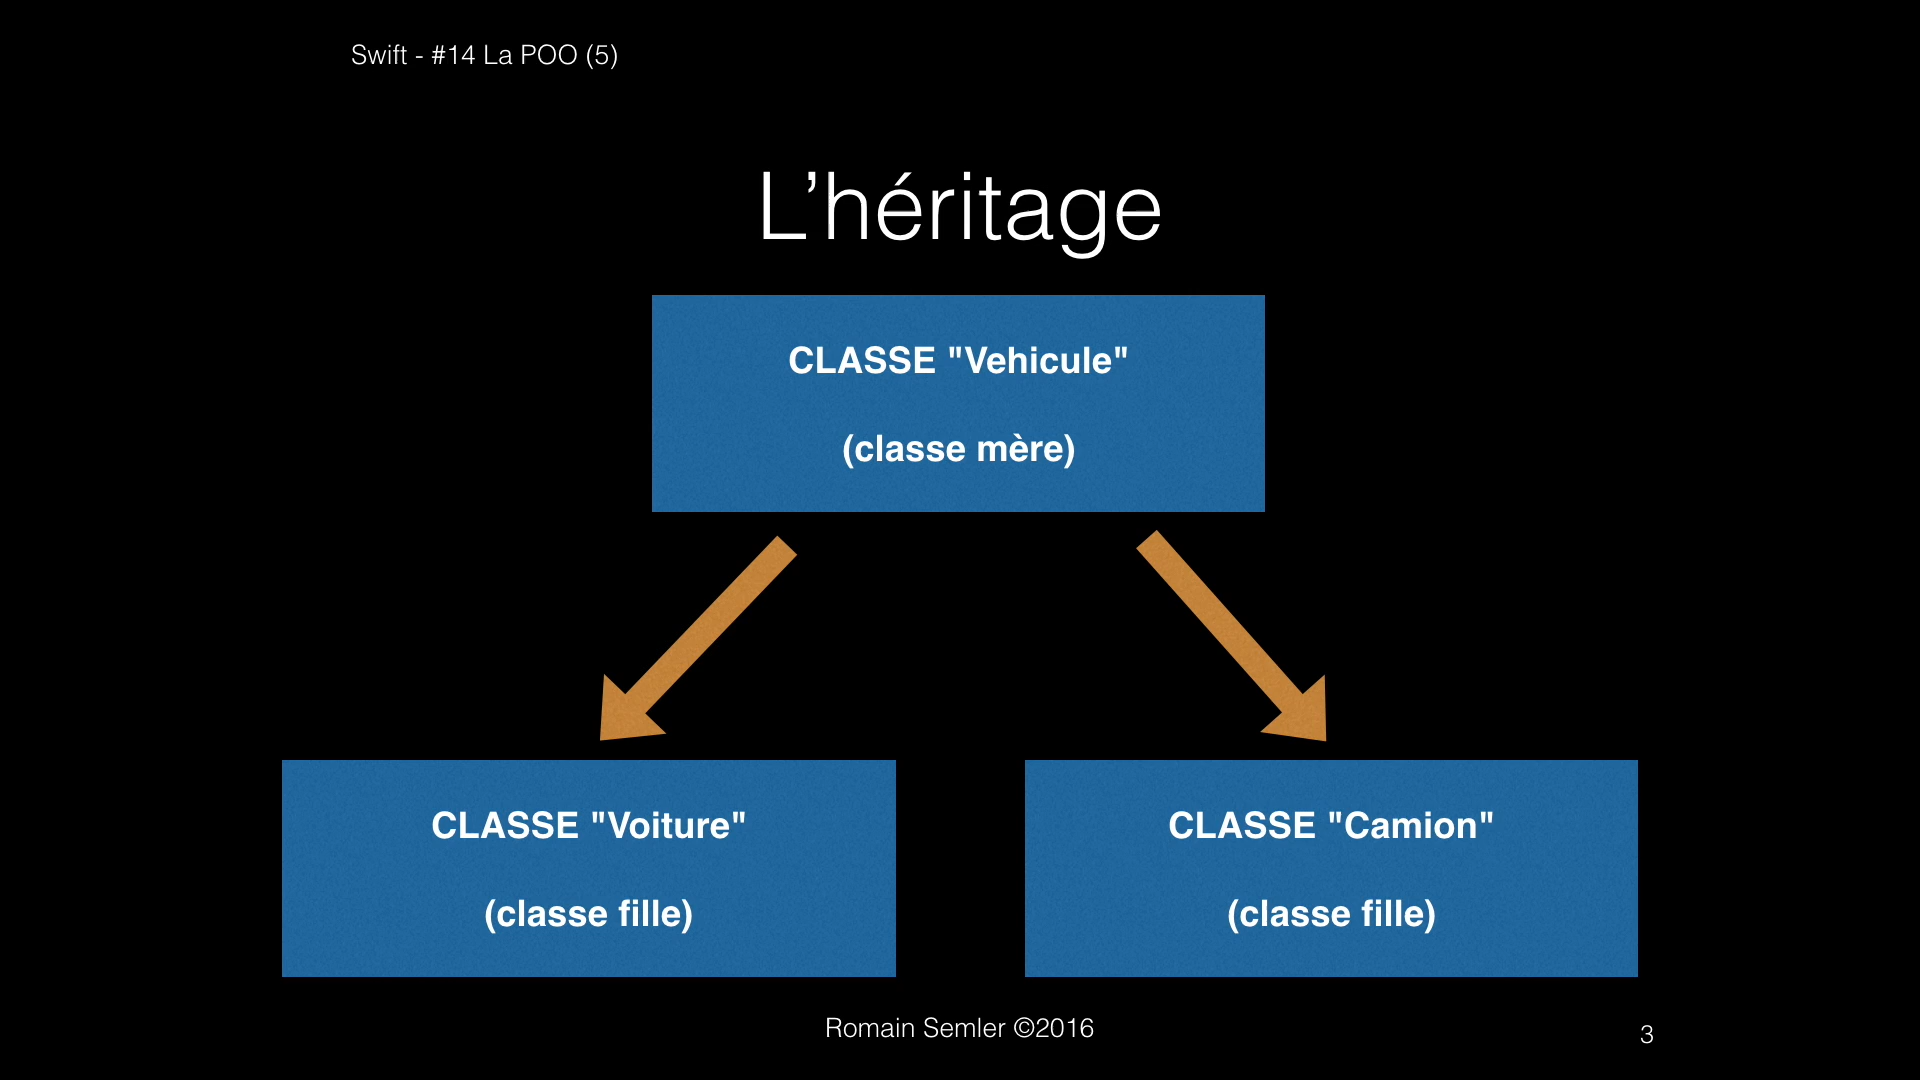 Swift - #14 La POO (5)
L’héritage
CLASSE "Vehicule"
(classe mère)
CLASSE "Voiture"
(classe fille)
CLASSE "Camion"
(classe fille)
Romain Semler ©2016
3